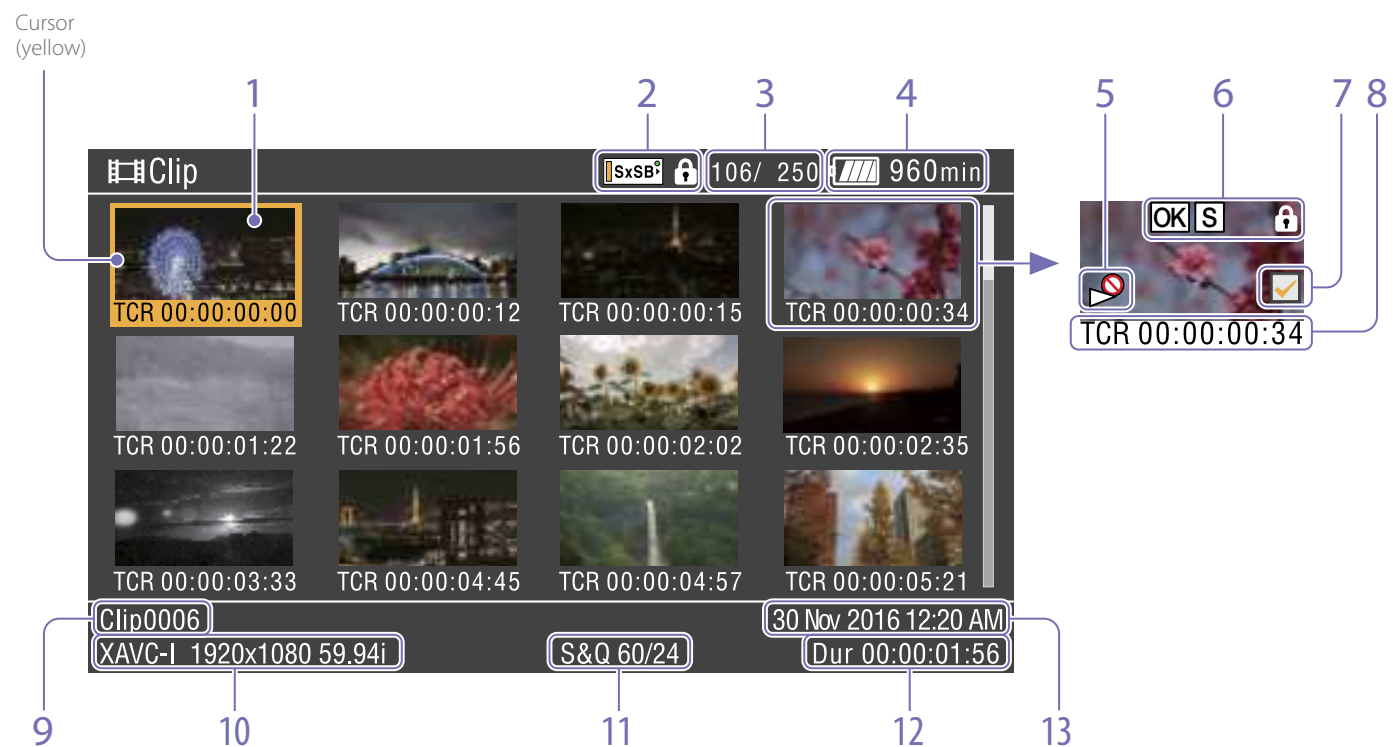 Cursor
(yellow)
1
2
3
4
5
6
7
8
Clip
SxSB
106/ 250
960min
OK S
TCR 00:00:00:00
TCR 00:00:00:12
TCR 00:00:00:15
TCR 00:00:00:34
TCR 00:00:00:34
TCR 00:00:01:22
TCR 00:00:01:56
TCR 00:00:02:02
TCR 00:00:02:35
TCR 00:00:03:33
TCR 00:00:04:45
TCR 00:00:04:57
TCR 00:00:05:21
Clip0006
30 Nov 2016 12:20 AM
XAVC-I 1920x1080 59.94i
S&Q 60/24
Dur 00:00:01:56
9
10
11
12
13